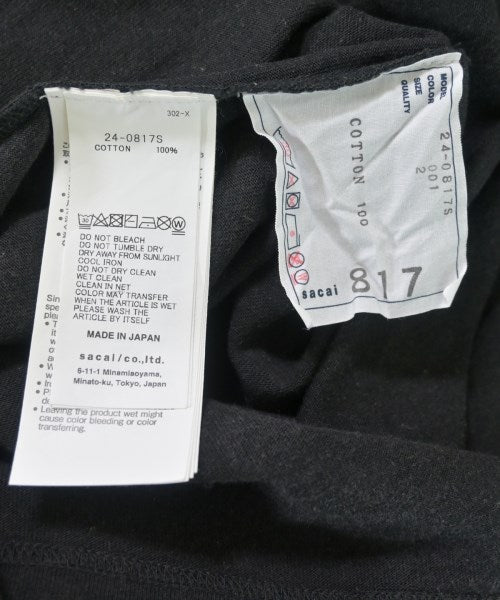 302-X
24-0817S
COTTON 100%
30
DO NOT BLEACH
DO NOT TUMBLE DRY
DRY AWAY FROM SUNLIGHT
COOL IRON
DO NOT DRY CLEAN
WET CLEAN
CLEAN IN NET
COLOR MAY TRANSFER
WHEN THE ARTICLE IS WET
PLEASE WASH THE
ARTICLE BY ITSELF
MADE IN JAPAN
sacai/co.,ltd.
6-11-1 Minamiaoyama,
Minato-ku, Tokyo, Japan
• Leaving the product wet might
cause color bleeding or color
transferring.
MODEL 24-0817S
COLOR 001
SIZE 2
QUALITY
COTTON 100
sacai 817